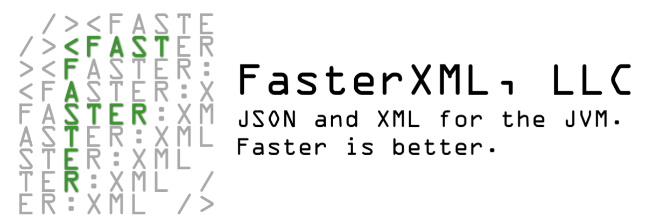 /><FASTE
/><FASTER
><FASTER:
<FASTER:X
FASTER:XM
ASTER:XML
STER:XML
TER:XML /
ER:XML />
FasterXML, LLC
JSON and XML for the JVM.
Faster is better.